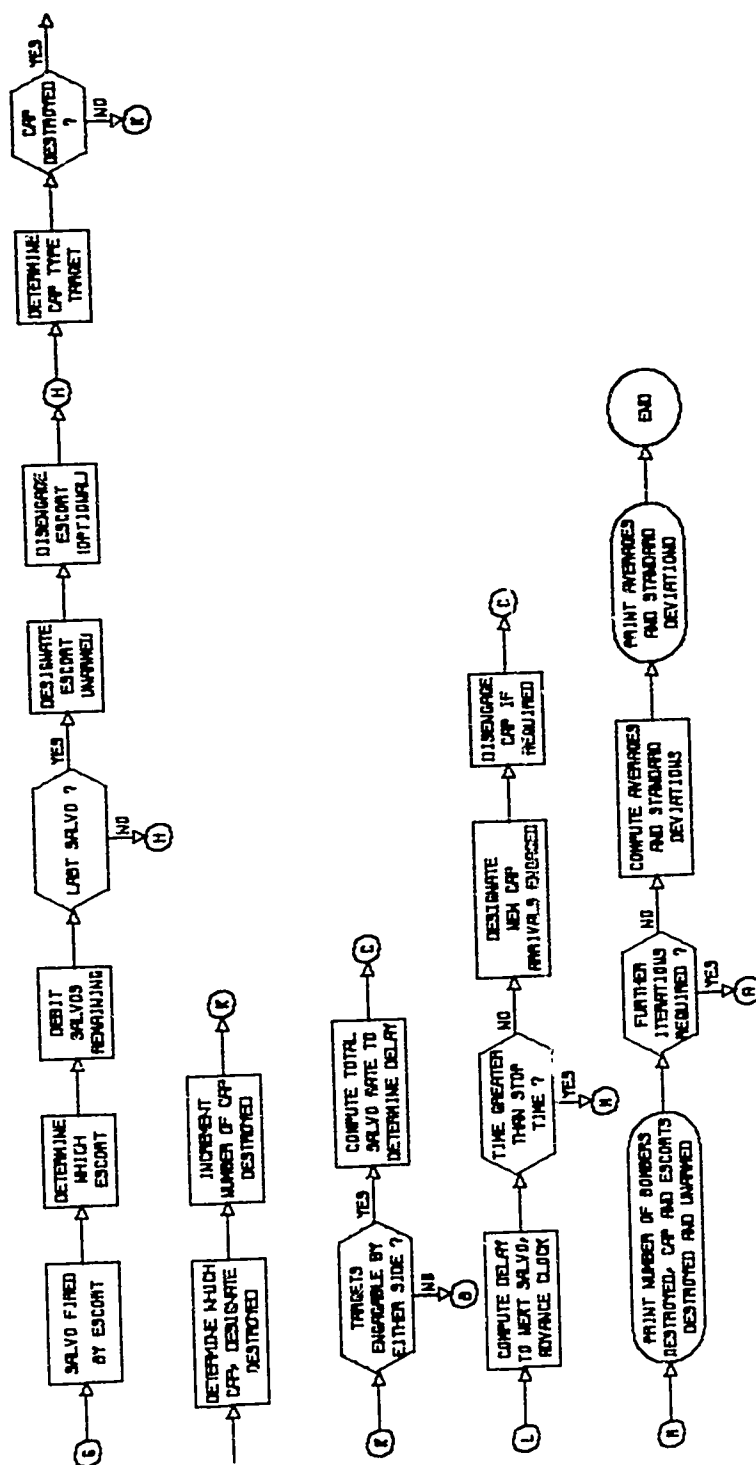 G
SALVO FIRED
BY ESCORT
DETERMINE
WHICH
ESCORT
DEBIT
SALVOS
REMAINING
LAST SALVO ?
YES
NO
H
DESIGNATE
ESCORT
UNARMED
DISENGAGE
ESCORT
(OPTIONAL)
H
DETERMINE
CAP TYPE
TARGET
CAP
DESTROYED
?
YES
NO
K
DETERMINE WHICH
CAP, DESIGNATE
DESTROYED
INCREMENT
NUMBER OF CAP
DESTROYED
K
K
TARGETS
ENGAGABLE BY
EITHER SIDE ?
YES
NO
B
COMPUTE TOTAL
SALVO RATE TO
DETERMINE DELAY
C
L
COMPUTE DELAY
TO NEXT SALVO,
ADVANCE CLOCK
TIME GREATER
THAN STOP
TIME ?
NO
YES
M
DESIGNATE
NEW CAP
ARRIVALS ENGAGED
DISENGAGE
CAP IF
REQUIRED
C
M
PRINT NUMBER OF BOMBERS
DESTROYED, CAP AND ESCORTS
DESTROYED AND UNARMED
FURTHER
ITERATIONS
REQUIRED ?
NO
YES
A
COMPUTE AVERAGES
AND STANDARD
DEVIATIONS
PRINT AVERAGES
AND STANDARD
DEVIATIONS
END